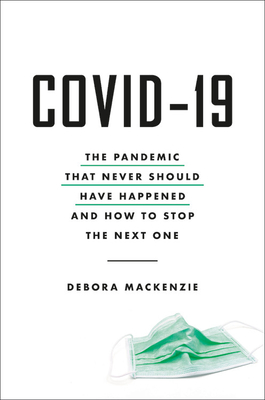 COVID-19
THE PANDEMIC
THAT NEVER SHOULD
HAVE HAPPENED
AND HOW TO STOP
THE NEXT ONE
DEBORA MACKENZIE